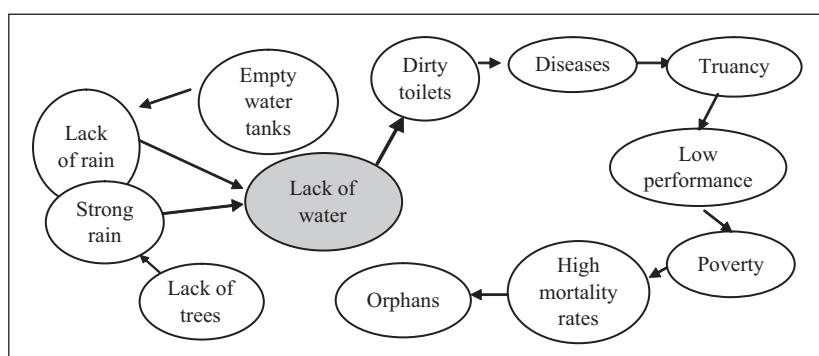 Empty
water
tanks
Lack
of rain
Strong
rain
Lack of
trees
Lack of
water
Dirty
toilets
Diseases
Truancy
Low
performance
Poverty
High
mortality
rates
Orphans